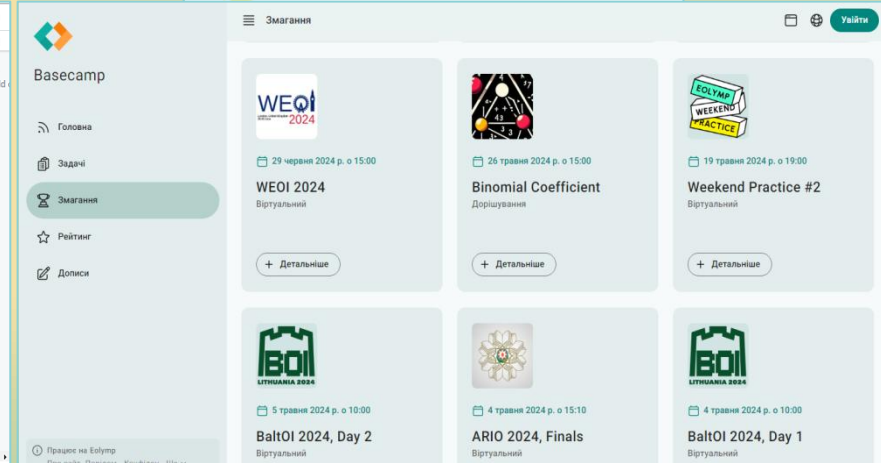 Змагання
Увійти
Basecamp
Головна
Задачі
Змагання
Рейтинг
Дописи
Працює на Eolymp
WEOI
2024
29 червня 2024 р. о 15:00
WEOI 2024
Віртуальний
Детальніше
26 травня 2024 р. о 15:00
Binomial Coefficient
Дорішування
Детальніше
EOLYMP
WEEKEND
PRACTICE
19 травня 2024 р. о 19:00
Weekend Practice #2
Віртуальний
Детальніше
BOI
LITHUANIA 2024
5 травня 2024 р. о 10:00
BaltOI 2024, Day 2
Віртуальний
4 травня 2024 р. о 15:10
ARIO 2024, Finals
Віртуальний
BOI
LITHUANIA 2024
4 травня 2024 р. о 10:00
BaltOI 2024, Day 1
Віртуальний